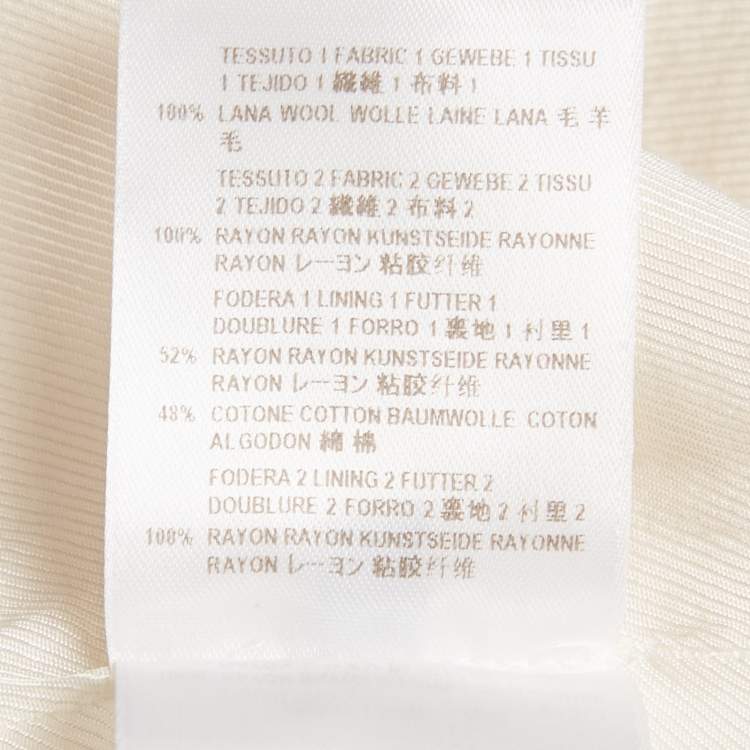 TESSUTO 1 FABRIC 1 GEWEBE 1 TISSU
1 TEJIDO 1 繊維 1 布料 1
100% LANA WOOL WOLLE LAINE LANA 毛 羊
毛
TESSUTO 2 FABRIC 2 GEWEBE 2 TISSU
2 TEJIDO 2 繊維 2 布料 2
100% RAYON RAYON KUNSTSEIDE RAYONNE
RAYON レーヨン 粘胶纤维
FODERA 1 LINING 1 FUTTER 1
DOUBLURE 1 FORRO 1 裏地 1 衬里 1
52% RAYON RAYON KUNSTSEIDE RAYONNE
RAYON レーヨン 粘胶纤维
48% COTONE COTTON BAUMWOLLE COTON
ALGODON 綿 棉
FODERA 2 LINING 2 FUTTER 2
DOUBLURE 2 FORRO 2 裏地 2 衬里 2
100% RAYON RAYON KUNSTSEIDE RAYONNE
RAYON レーヨン 粘胶纤维